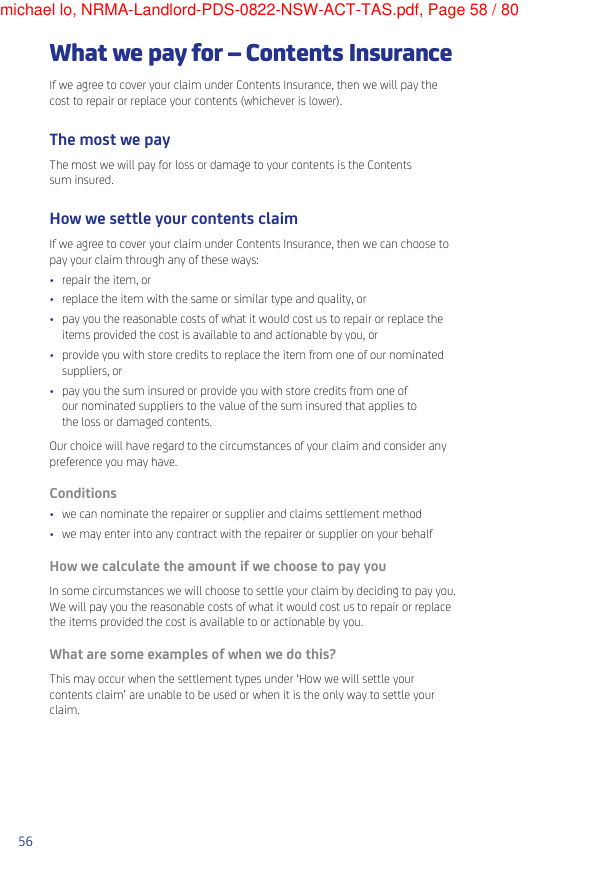 michael lo, NRMA-Landlord-PDS-0822-NSW-ACT-TAS.pdf, Page 58 / 80
What we pay for – Contents Insurance
If we agree to cover your claim under Contents Insurance, then we will pay the
cost to repair or replace your contents (whichever is lower).
The most we pay
The most we will pay for loss or damage to your contents is the Contents
sum insured.
How we settle your contents claim
If we agree to cover your claim under Contents Insurance, then we can choose to
pay your claim through any of these ways:
• repair the item, or
• replace the item with the same or similar type and quality, or
• pay you the reasonable costs of what it would cost us to repair or replace the
items provided the cost is available to and actionable by you, or
• provide you with store credits to replace the item from one of our nominated
suppliers, or
• pay you the sum insured or provide you with store credits from one of
our nominated suppliers to the value of the sum insured that applies to
the loss or damaged contents.
Our choice will have regard to the circumstances of your claim and consider any
preference you may have.
Conditions
• we can nominate the repairer or supplier and claims settlement method
• we may enter into any contract with the repairer or supplier on your behalf
How we calculate the amount if we choose to pay you
In some circumstances we will choose to settle your claim by deciding to pay you.
We will pay you the reasonable costs of what it would cost us to repair or replace
the items provided the cost is available to or actionable by you.
What are some examples of when we do this?
This may occur when the settlement types under ‘How we will settle your
contents claim’ are unable to be used or when it is the only way to settle your
claim.
56